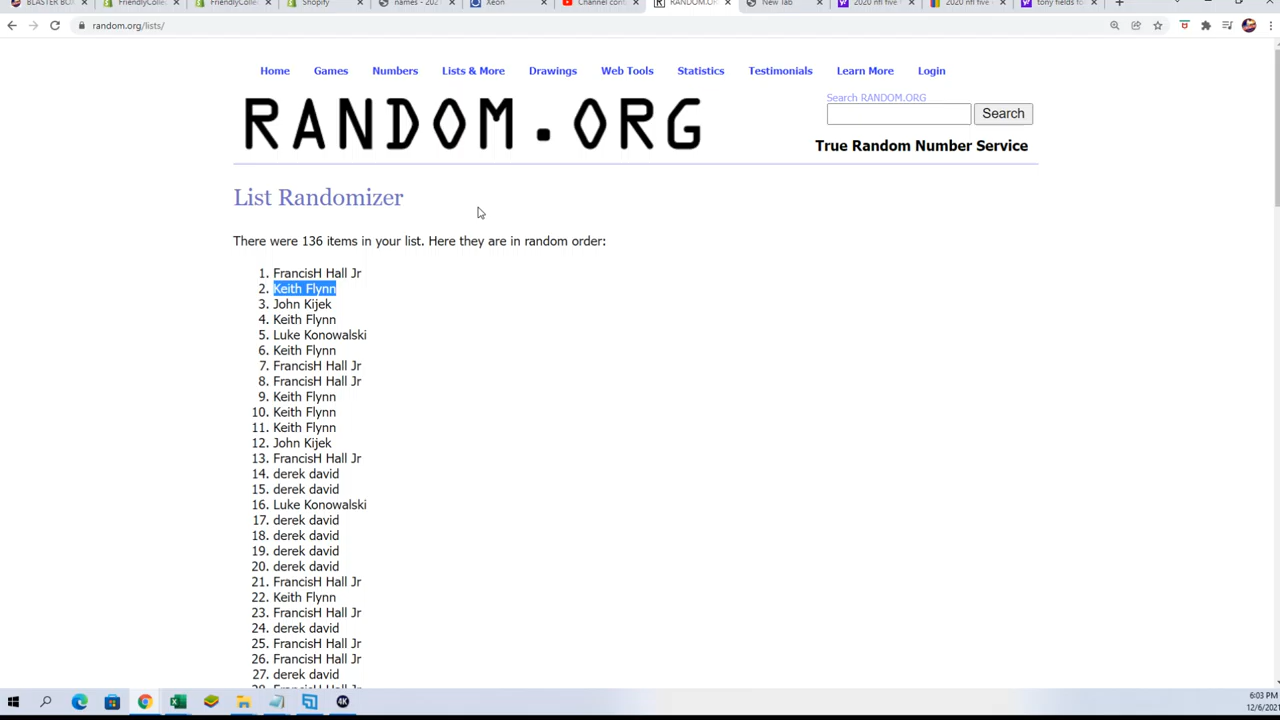 BLASTER BO
FriendlyColle
FriendlyColle
Shopify
names - 202
Xeon
Channel cont
RANDOM.OR
New Tab
2020 nfl five
2020 nfl five
tony fields fo
random.org/lists/
Home Games Numbers Lists & More Drawings Web Tools Statistics Testimonials Learn More Login
RANDOM.ORG
Search RANDOM.ORG
Search
True Random Number Service
List Randomizer
There were 136 items in your list. Here they are in random order:
1. FrancisH Hall Jr
2. Keith Flynn
3. John Kijek
4. Keith Flynn
5. Luke Konowalski
6. Keith Flynn
7. FrancisH Hall Jr
8. FrancisH Hall Jr
9. Keith Flynn
10. Keith Flynn
11. Keith Flynn
12. John Kijek
13. FrancisH Hall Jr
14. derek david
15. derek david
16. Luke Konowalski
17. derek david
18. derek david
19. derek david
20. derek david
21. FrancisH Hall Jr
22. Keith Flynn
23. FrancisH Hall Jr
24. derek david
25. FrancisH Hall Jr
26. FrancisH Hall Jr
27. derek david
28. FrancisH Hall Jr
6:03 PM
12/6/2021